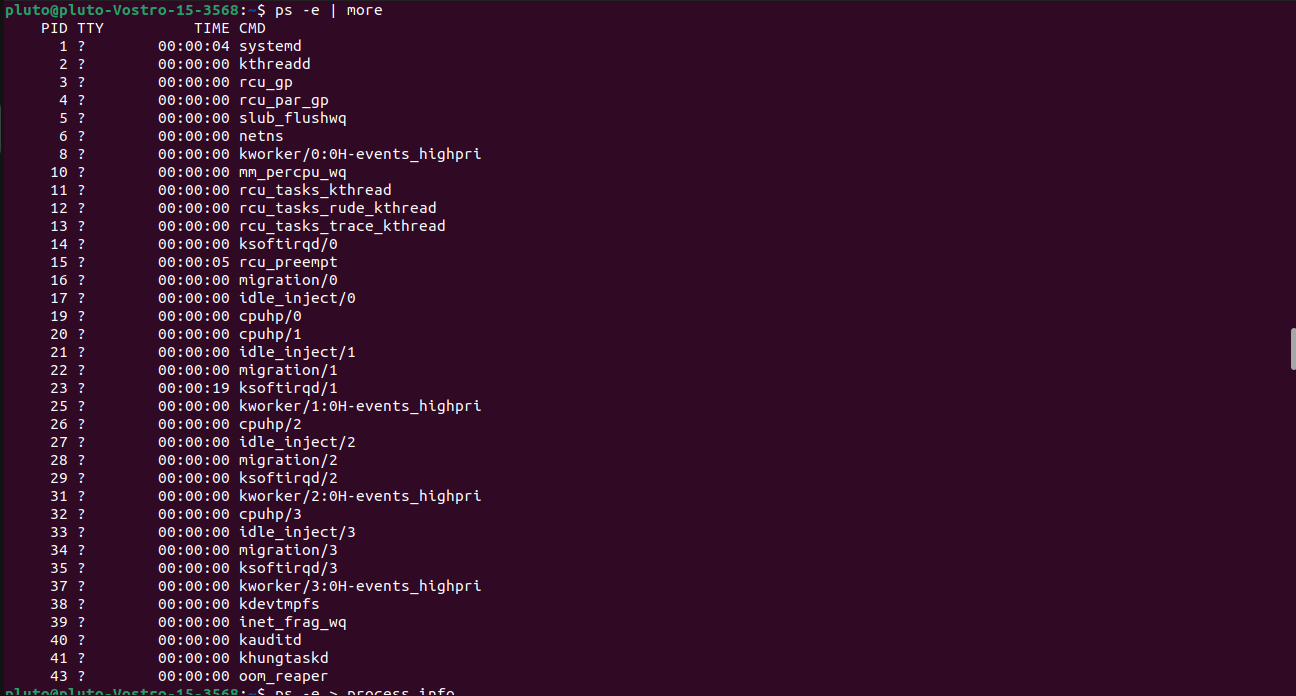 pluto@pluto-Vostro-15-3568:~$ ps -e | more
    PID TTY          TIME CMD
      1 ?        00:00:04 systemd
      2 ?        00:00:00 kthreadd
      3 ?        00:00:00 rcu_gp
      4 ?        00:00:00 rcu_par_gp
      5 ?        00:00:00 slub_flushwq
      6 ?        00:00:00 netns
      8 ?        00:00:00 kworker/0:0H-events_highpri
     10 ?        00:00:00 mm_percpu_wq
     11 ?        00:00:00 rcu_tasks_kthread
     12 ?        00:00:00 rcu_tasks_rude_kthread
     13 ?        00:00:00 rcu_tasks_trace_kthread
     14 ?        00:00:00 ksoftirqd/0
     15 ?        00:00:05 rcu_preempt
     16 ?        00:00:00 migration/0
     17 ?        00:00:00 idle_inject/0
     19 ?        00:00:00 cpuhp/0
     20 ?        00:00:00 cpuhp/1
     21 ?        00:00:00 idle_inject/1
     22 ?        00:00:00 migration/1
     23 ?        00:00:19 ksoftirqd/1
     25 ?        00:00:00 kworker/1:0H-events_highpri
     26 ?        00:00:00 cpuhp/2
     27 ?        00:00:00 idle_inject/2
     28 ?        00:00:00 migration/2
     29 ?        00:00:00 ksoftirqd/2
     31 ?        00:00:00 kworker/2:0H-events_highpri
     32 ?        00:00:00 cpuhp/3
     33 ?        00:00:00 idle_inject/3
     34 ?        00:00:00 migration/3
     35 ?        00:00:00 ksoftirqd/3
     37 ?        00:00:00 kworker/3:0H-events_highpri
     38 ?        00:00:00 kdevtmpfs
     39 ?        00:00:00 inet_frag_wq
     40 ?        00:00:00 kauditd
     41 ?        00:00:00 khungtaskd
     43 ?        00:00:00 oom_reaper
pluto@pluto-Vostro-15-3568:~$ ps -e > process_info